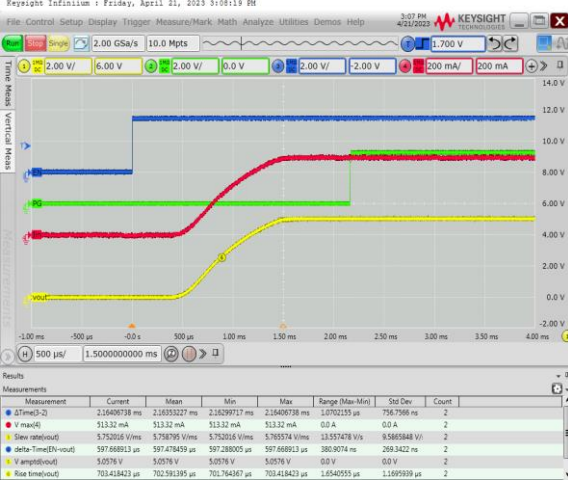 Keysight Infiniium : Friday, April 21, 2023 3:08:19 PM
File Control Setup Display Trigger Measure/Mark Math Analyze Utilities Demos Help
3:07 PM
4/21/2023
KEYSIGHT
TECHNOLOGIES
Run Stop Single 2.00 GSa/s 10.0 Mpts T 1.700 V
1 2.00 V/ 6.00 V 2 2.00 V/ 0.0 V 3 2.00 V/ -2.00 V 4 200 mA/ 200 mA
Time Meas
Vertical Meas
Measurements
14.0 V
12.0 V
10.0 V
8.00 V
6.00 V
4.00 V
2.00 V
0.0 V
-2.00 V
EN
PG
vout
-1.00 ms -500 µs -0.0 s 500 µs 1.00 ms 1.50 ms 2.00 ms 2.50 ms 3.00 ms 3.50 ms 4.00 ms
H 500 µs/ 1.5000000000 ms
Results
Measurements
Measurement Current Mean Min Max Range (Max-Min) Std Dev Count
ΔTime(3-2) 2.16406738 ms 2.16353227 ms 2.16299717 ms 2.16406738 ms 1.0702155 µs 756.7566 ns 2
V max(4) 513.32 mA 513.32 mA 513.32 mA 513.32 mA 0.0 A 0.0 A 2
Slew rate(vout) 5.752016 V/ms 5.758795 V/ms 5.752016 V/ms 5.765574 V/ms 13.557478 V/s 9.5865848 V/ 2
delta-Time(EN-vout) 597.668913 µs 597.478459 µs 597.288005 µs 597.668913 µs 380.9074 ns 269.3422 ns 2
V amptd(vout) 5.0576 V 5.0576 V 5.0576 V 5.0576 V 0.0 V 0.0 V 2
Rise time(vout) 703.418423 µs 702.591395 µs 701.764367 µs 703.418423 µs 1.6540555 µs 1.1695939 µs 2